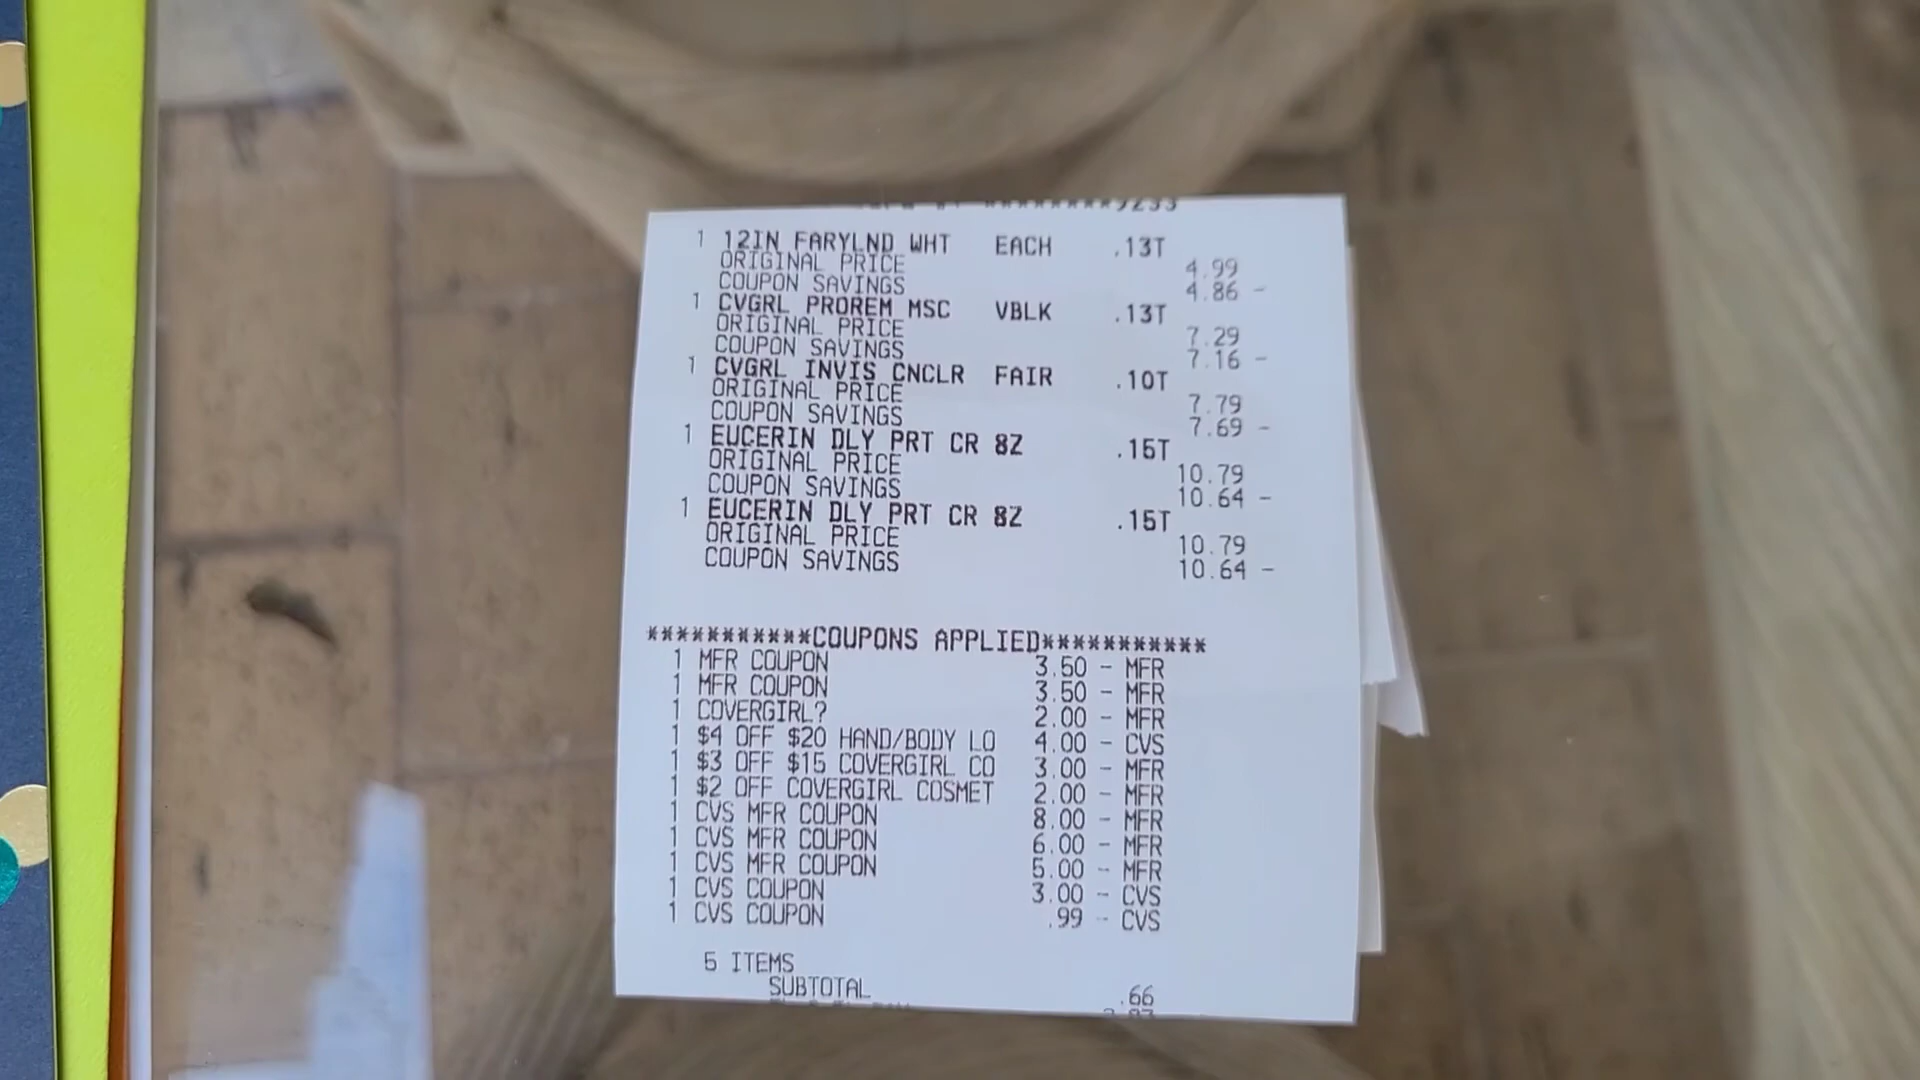 1 12IN FARYLND WHT EACH .13T
ORIGINAL PRICE 4.99
COUPON SAVINGS 4.86 -
1 CVGRL PROREM MSC VBLK .13T
ORIGINAL PRICE 7.29
COUPON SAVINGS 7.16 -
1 CVGRL INVIS CNCLR FAIR .10T
ORIGINAL PRICE 7.79
COUPON SAVINGS 7.69 -
1 EUCERIN DLY PRT CR 8Z .15T
ORIGINAL PRICE 10.79
COUPON SAVINGS 10.64 -
1 EUCERIN DLY PRT CR 8Z .15T
ORIGINAL PRICE 10.79
COUPON SAVINGS 10.64 -
***********COUPONS APPLIED***********
1 MFR COUPON 3.50 - MFR
1 MFR COUPON 3.50 - MFR
1 COVERGIRL? 2.00 - MFR
1 $4 OFF $20 HAND/BODY LO 4.00 - CVS
1 $3 OFF $15 COVERGIRL CO 3.00 - MFR
1 $2 OFF COVERGIRL COSMET 2.00 - MFR
1 CVS MFR COUPON 8.00 - MFR
1 CVS MFR COUPON 6.00 - MFR
1 CVS MFR COUPON 5.00 - MFR
1 CVS COUPON 3.00 - CVS
1 CVS COUPON .99 - CVS
5 ITEMS
SUBTOTAL .66